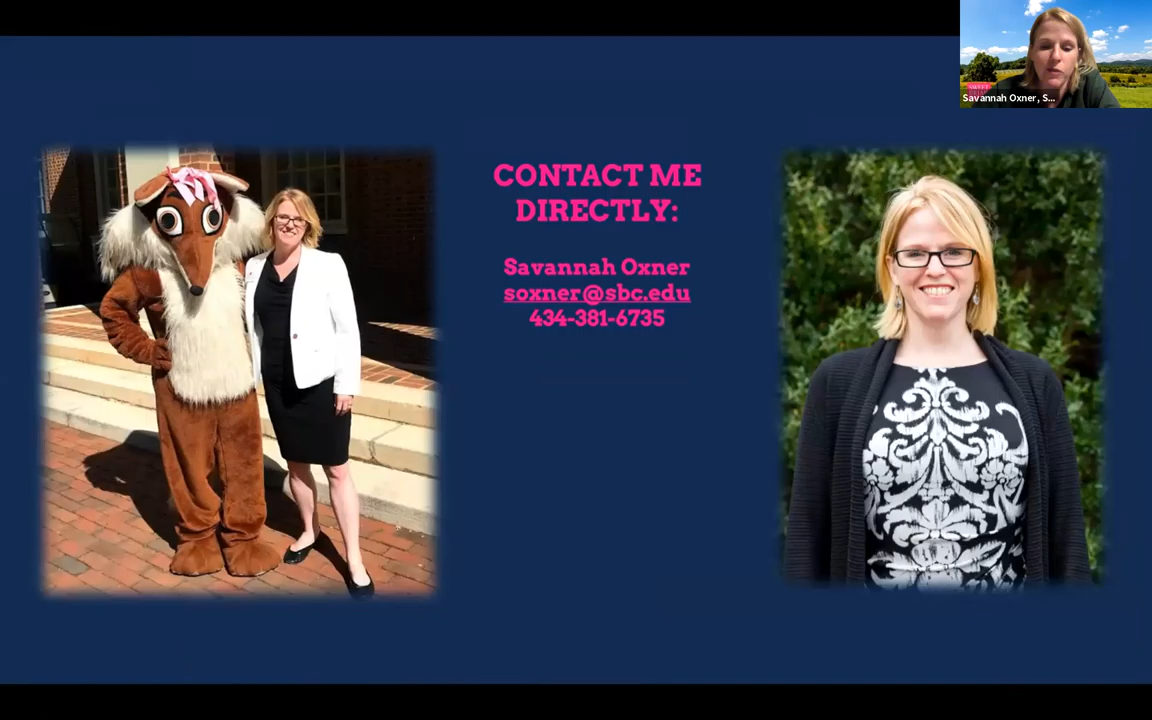 Savannah Oxner, S...
CONTACT ME
DIRECTLY:
Savannah Oxner
soxner@sbc.edu
434-381-6735